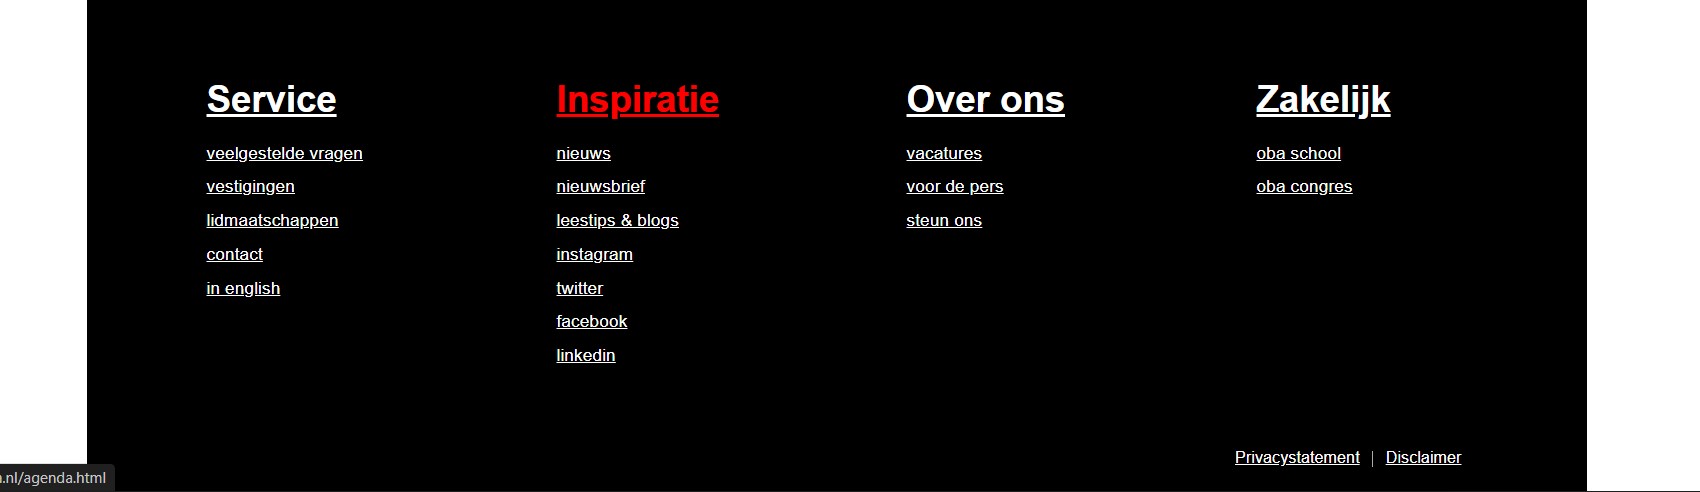 Service
veelgestelde vragen
vestigingen
lidmaatschappen
contact
in english
Inspiratie
nieuws
nieuwsbrief
leestips & blogs
instagram
twitter
facebook
linkedin
Over ons
vacatures
voor de pers
steun ons
Zakelijk
oba school
oba congres
Privacystatement | Disclaimer
.nl/agenda.html